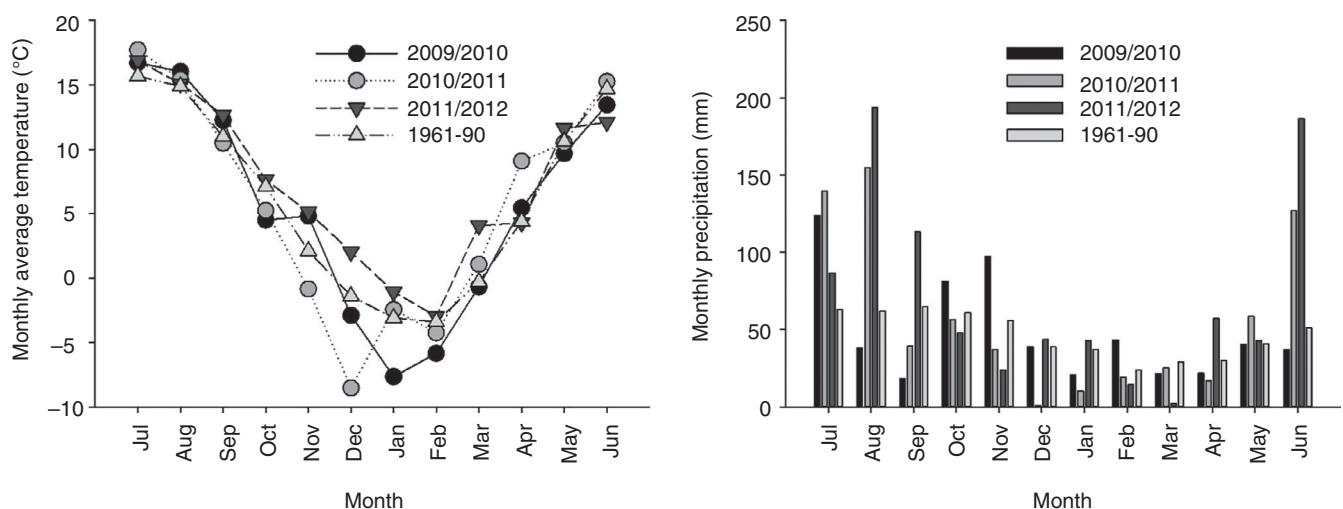 Monthly average temperature (°C)
20
15
10
5
0
–5
–10
2009/2010
2010/2011
2011/2012
1961-90
Jul
Aug
Sep
Oct
Nov
Dec
Jan
Feb
Mar
Apr
May
Jun
Month
Monthly precipitation (mm)
250
200
150
100
50
0
2009/2010
2010/2011
2011/2012
1961-90
Jul
Aug
Sep
Oct
Nov
Dec
Jan
Feb
Mar
Apr
May
Jun
Month